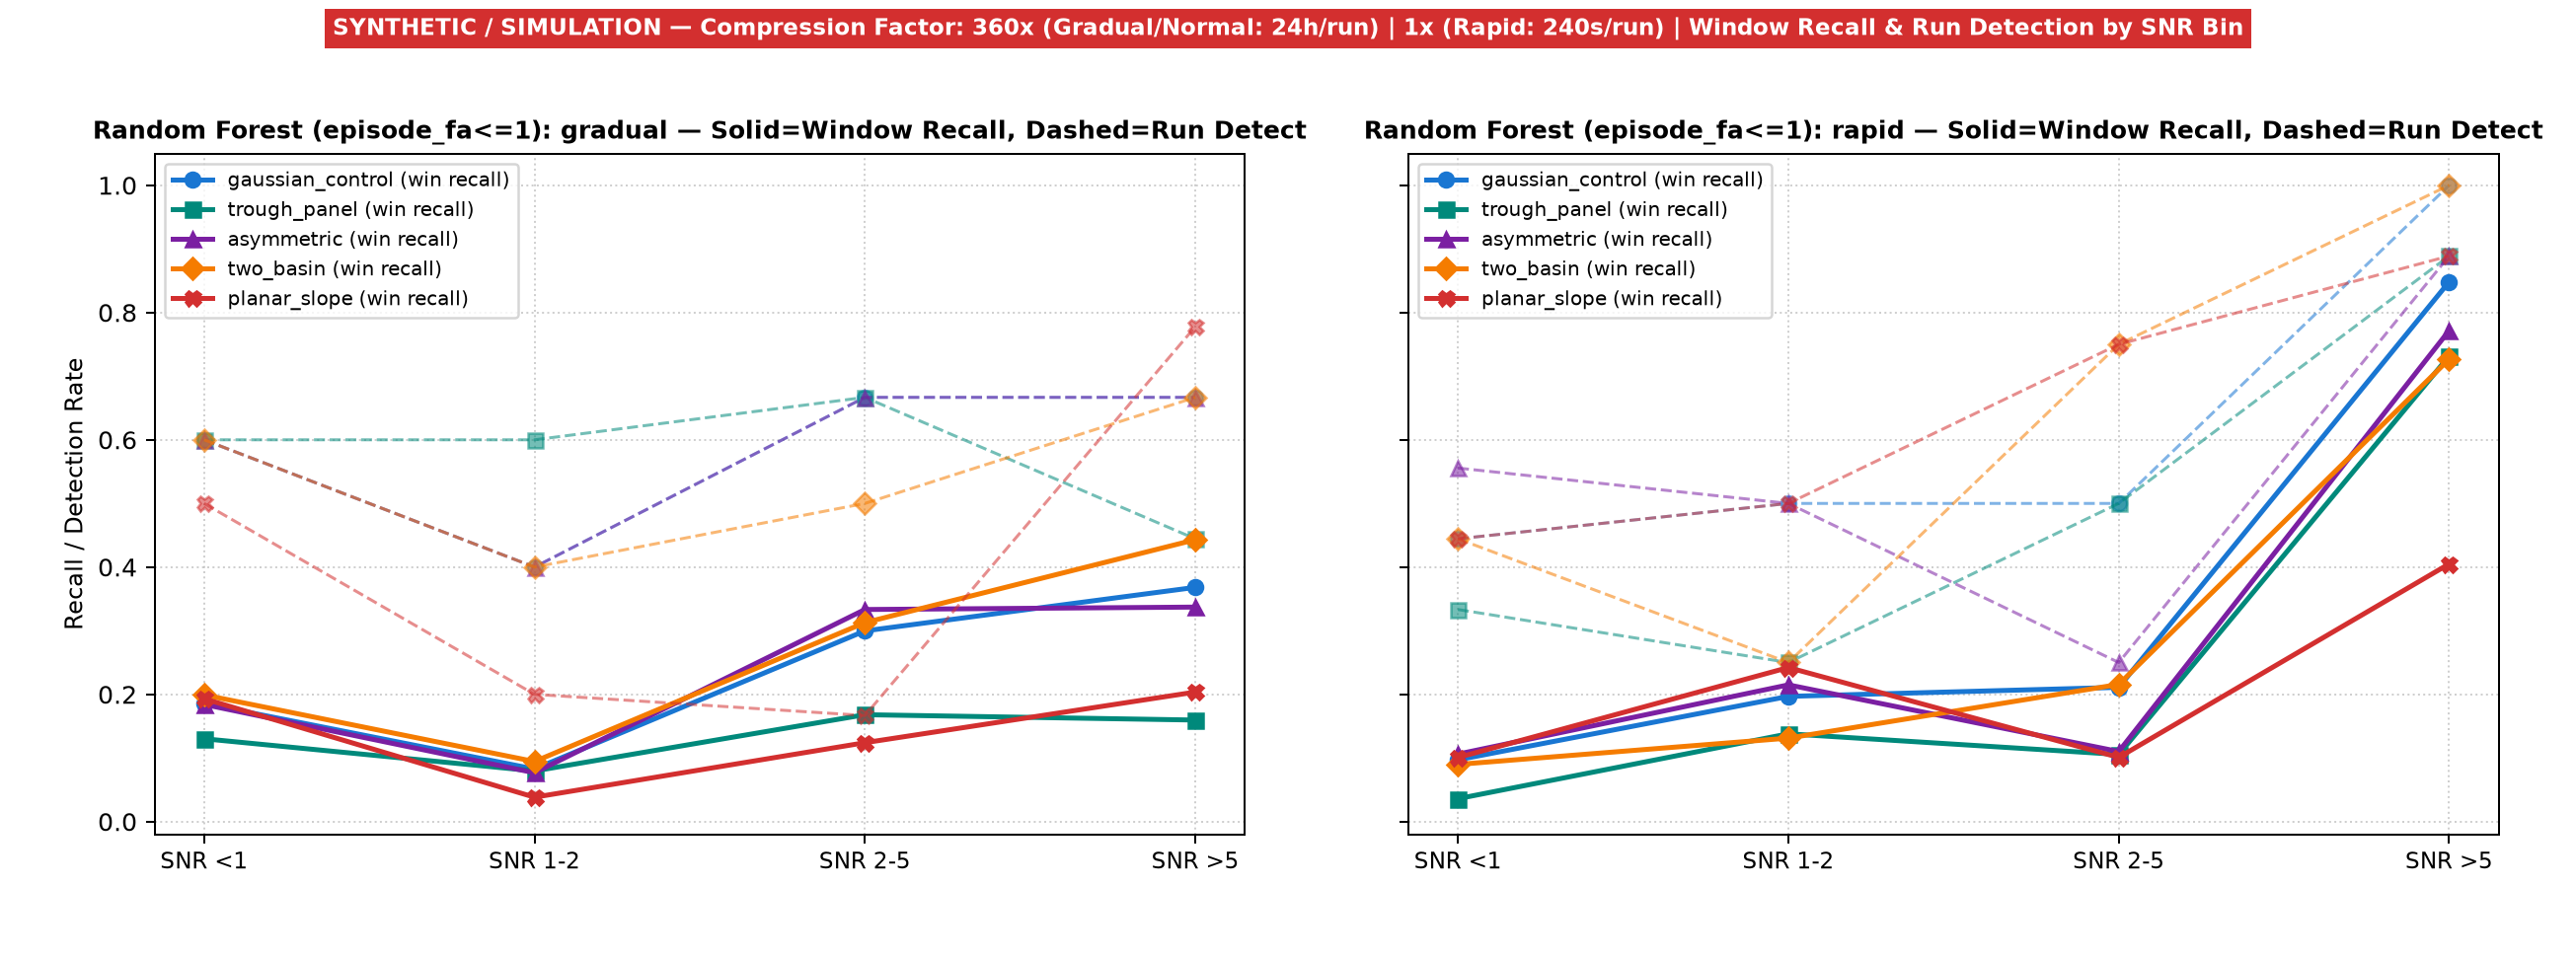 SYNTHETIC / SIMULATION — Compression Factor: 360x (Gradual/Normal: 24h/run) | 1x (Rapid: 240s/run) | Window Recall & Run Detection by SNR Bin
Random Forest (episode_fa<=1): gradual — Solid=Window Recall, Dashed=Run Detect
gaussian_control (win recall)
trough_panel (win recall)
asymmetric (win recall)
two_basin (win recall)
planar_slope (win recall)
Recall / Detection Rate
1.0
0.8
0.6
0.4
0.2
0.0
SNR <1
SNR 1-2
SNR 2-5
SNR >5
Random Forest (episode_fa<=1): rapid — Solid=Window Recall, Dashed=Run Detect
gaussian_control (win recall)
trough_panel (win recall)
asymmetric (win recall)
two_basin (win recall)
planar_slope (win recall)
SNR <1
SNR 1-2
SNR 2-5
SNR >5